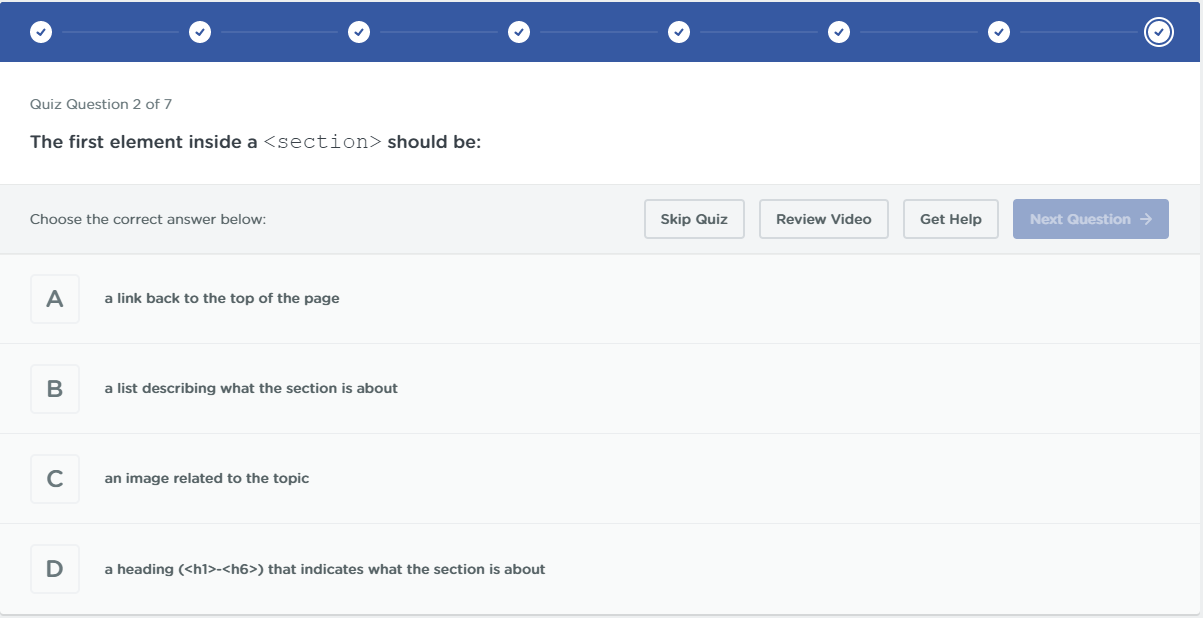 Quiz Question 2 of 7
The first element inside a <section> should be:
Choose the correct answer below:
Skip Quiz
Review Video
Get Help
Next Question →
A
a link back to the top of the page
B
a list describing what the section is about
C
an image related to the topic
D
a heading (<h1>-<h6>) that indicates what the section is about